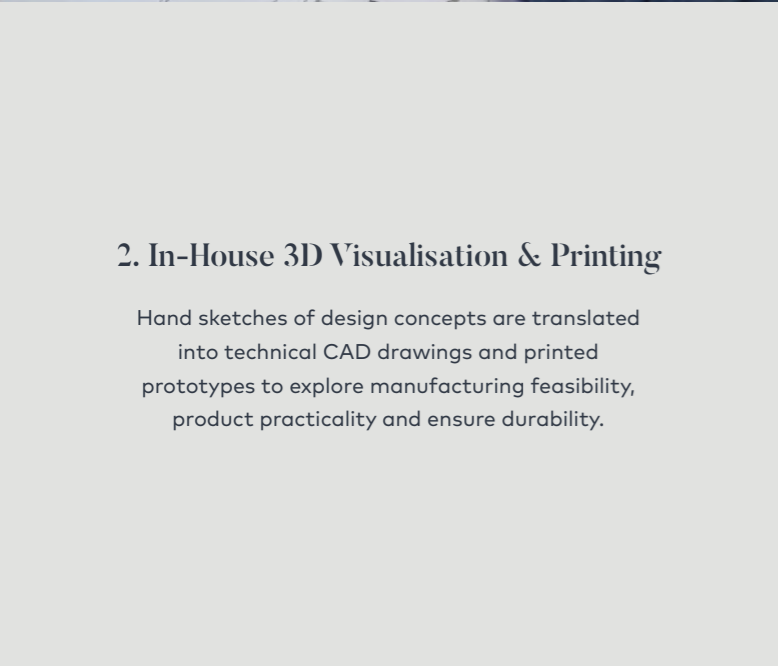 2. In-House 3D Visualisation & Printing
Hand sketches of design concepts are translated
into technical CAD drawings and printed
prototypes to explore manufacturing feasibility,
product practicality and ensure durability.